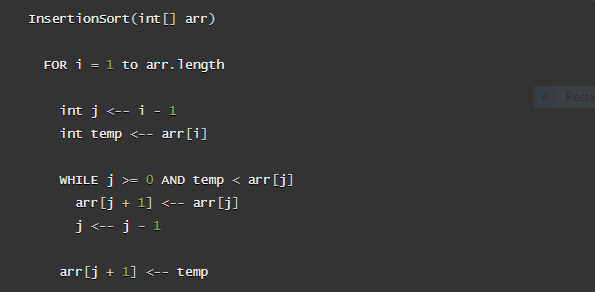 InsertionSort(int[] arr)
FOR i = 1 to arr.length
int j <-- i - 1
int temp <-- arr[i]
WHILE j >= 0 AND temp < arr[j]
arr[j + 1] <-- arr[j]
j <-- j - 1
arr[j + 1] <-- temp
Recta